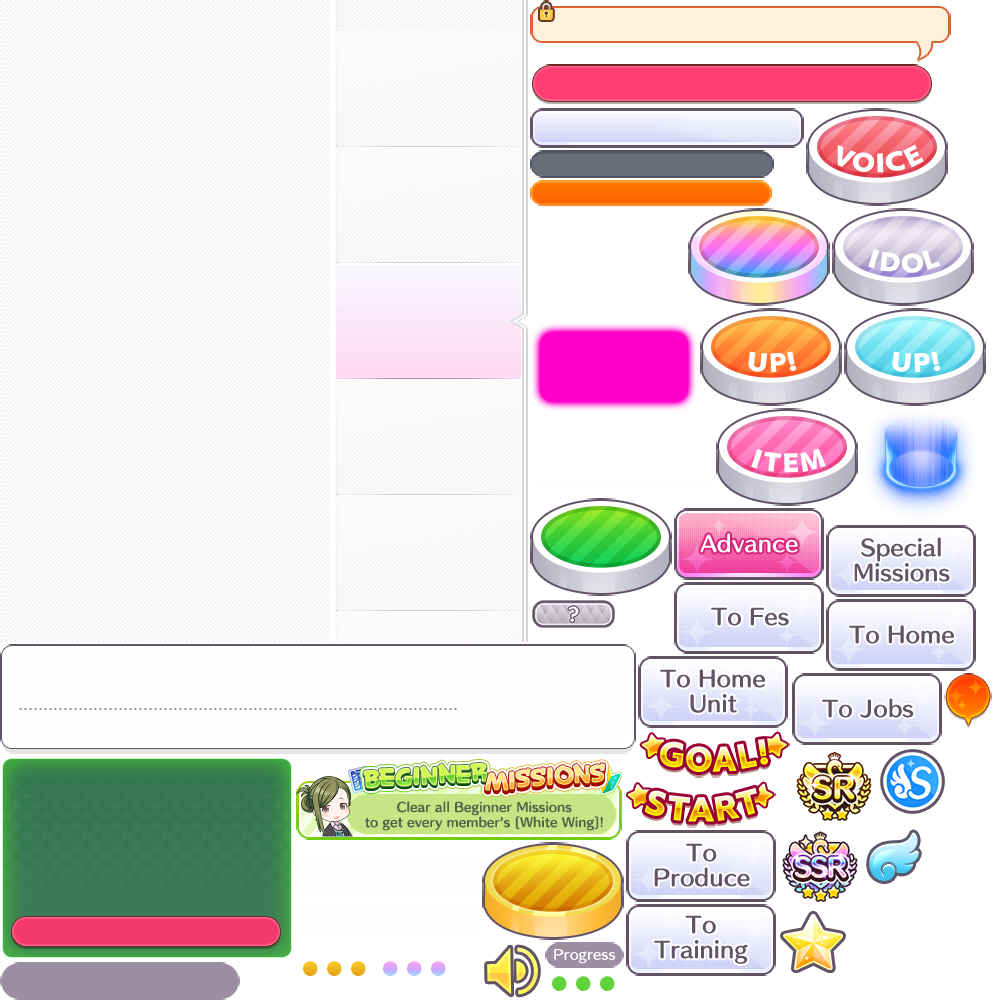 VOICE
IDOL
UP!
UP!
ITEM
Advance
Special
Missions
?
To Fes
To Home
To Home
Unit
To Jobs
GOAL!
SR
S
BEGINNER MISSIONS
Clear all Beginner Missions
to get every member's [White Wing]!
START
To
Produce
SSR
To
Training
Progress